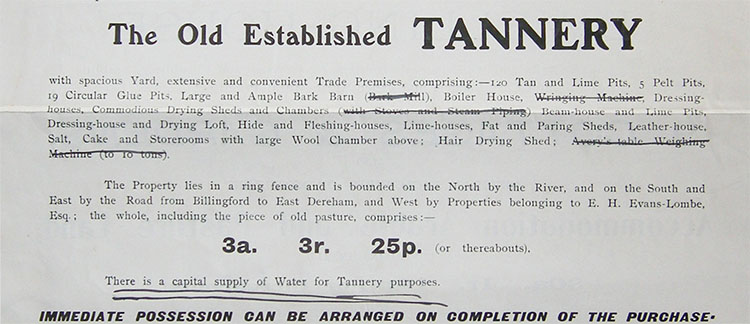 The Old Established TANNERY
with spacious Yard, extensive and convenient Trade Premises, comprising:—120 Tan and Lime Pits, 5 Pelt Pits,
19 Circular Glue Pits, Large and Ample Bark Barn (Bark Mill), Boiler House, Wringing Machine, Dressing-
houses, Commodious Drying Sheds and Chambers (with Stoves and Steam Piping) Beam-house and Lime Pits,
Dressing-house and Drying Loft, Hide and Fleshing-houses, Lime-houses, Fat and Paring Sheds, Leather-house,
Salt, Cake and Storerooms with large Wool Chamber above; Hair Drying Shed; Avery's table Weighing
Machine (to 10 tons).
The Property lies in a ring fence and is bounded on the North by the River, and on the South and
East by the Road from Billingford to East Dereham, and West by Properties belonging to E. H. Evans-Lombe,
Esq.; the whole, including the piece of old pasture, comprises:—
3a. 3r. 25p. (or thereabouts).
There is a capital supply of Water for Tannery purposes.
IMMEDIATE POSSESSION CAN BE ARRANGED ON COMPLETION OF THE PURCHASE.